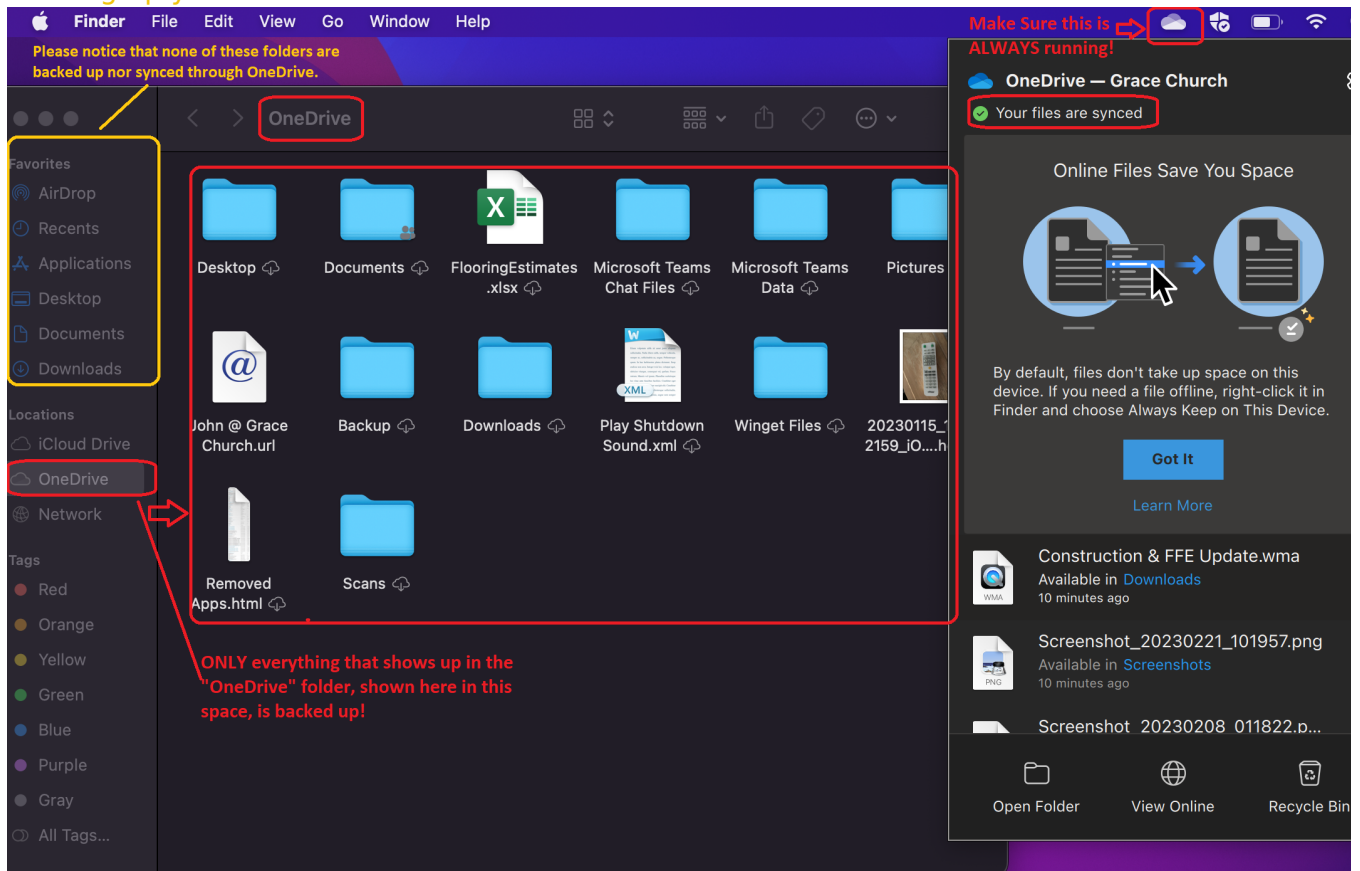 Finder File Edit View Go Window Help
Make Sure this is
ALWAYS running!
Please notice that none of these folders are
backed up nor synced through OneDrive.
OneDrive
Favorites
AirDrop
Recents
Applications
Desktop
Documents
Downloads
Locations
iCloud Drive
OneDrive
Network
Tags
Red
Orange
Yellow
Green
Blue
Purple
Gray
All Tags...
Desktop
Documents
FlooringEstimates
.xlsx
Microsoft Teams
Chat Files
Microsoft Teams
Data
Pictures
John @ Grace
Church.url
Backup
Downloads
Play Shutdown
Sound.xml
Winget Files
20230115_
2159_iO....h
W
XML
Removed
Apps.html
Scans
ONLY everything that shows up in the
"OneDrive" folder, shown here in this
space, is backed up!
OneDrive — Grace Church
Your files are synced
Online Files Save You Space
By default, files don't take up space on this
device. If you need a file offline, right-click it in
Finder and choose Always Keep on This Device.
Got It
Learn More
Construction & FFE Update.wma
Available in Downloads
10 minutes ago
WMA
Screenshot_20230221_101957.png
Available in Screenshots
10 minutes ago
PNG
Screenshot_20230208_011822.p...
Open Folder View Online Recycle Bin